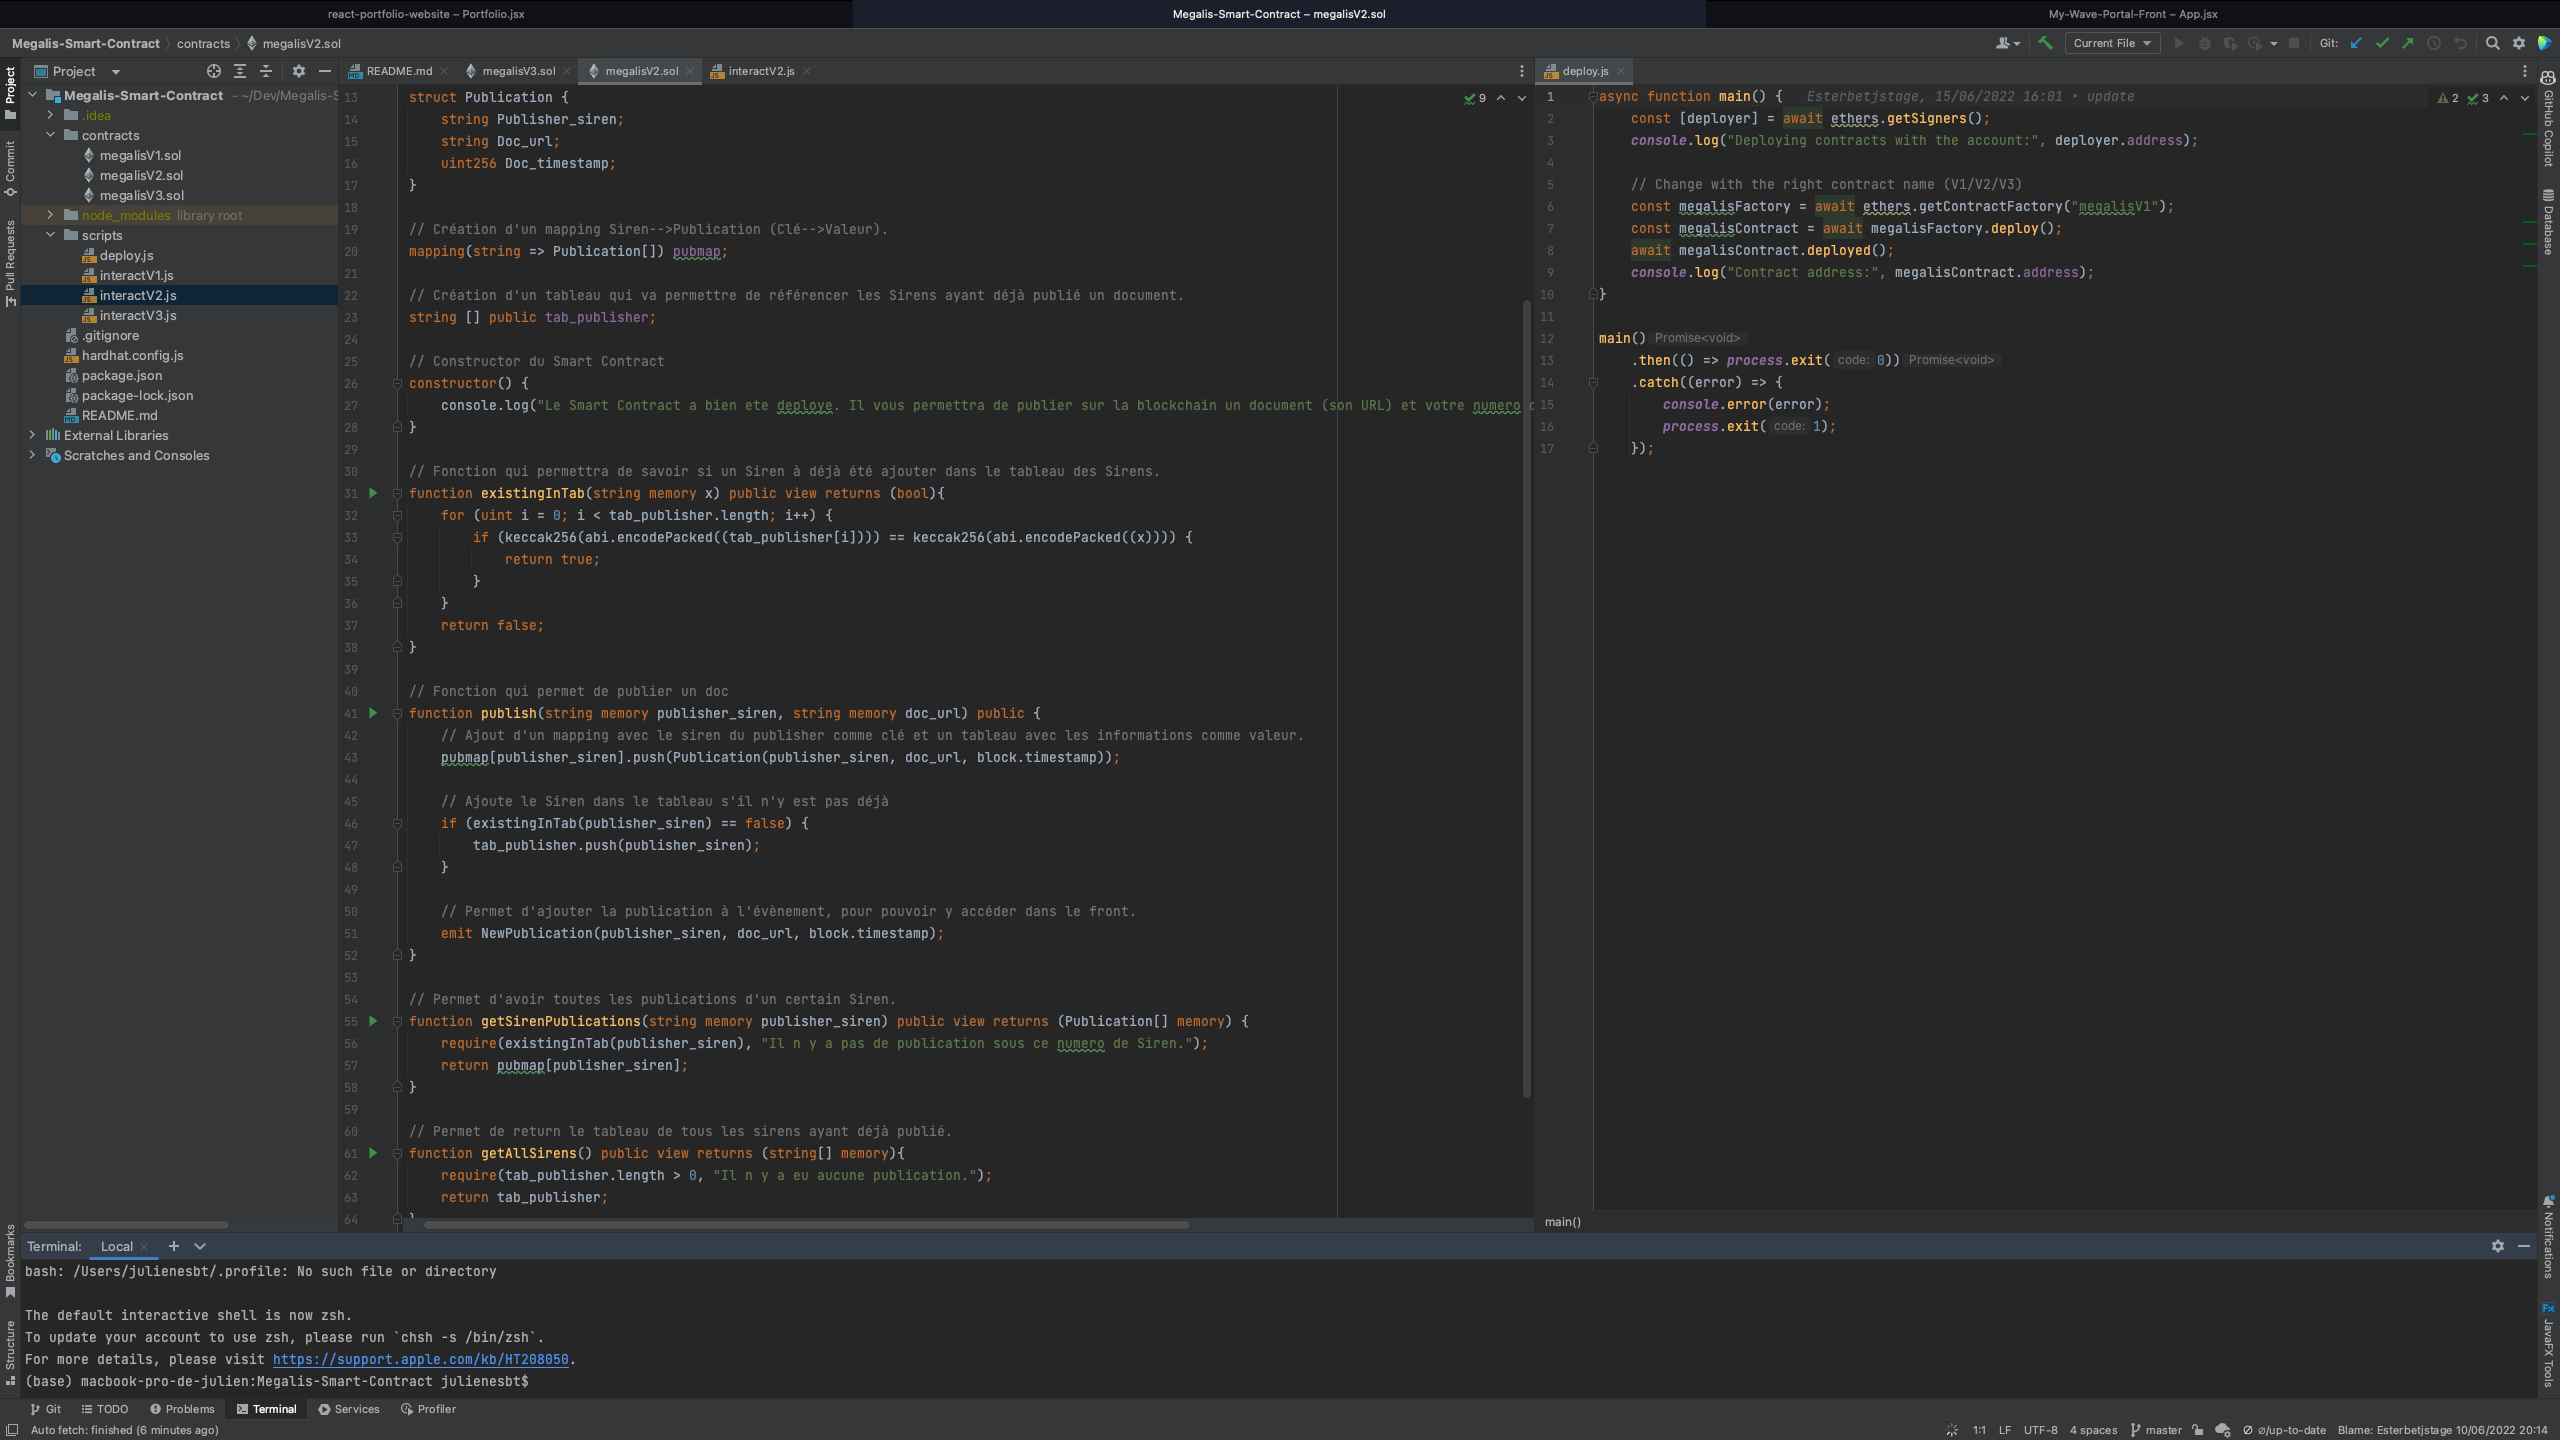 react-portfolio-website – Portfolio.jsx
Megalis-Smart-Contract – megalisV2.sol
My-Wave-Portal-Front – App.jsx
Megalis-Smart-Contract contracts megalisV2.sol
Current File
Git:
Project
README.md
megalisV3.sol
megalisV2.sol
interactV2.js
deploy.js
Project
Commit
Pull Requests
Bookmarks
Structure
Megalis-Smart-Contract - ~/Dev/Megalis-S
.idea
contracts
megalisV1.sol
megalisV2.sol
megalisV3.sol
node_modules library root
scripts
deploy.js
interactV1.js
interactV2.js
interactV3.js
.gitignore
hardhat.config.js
package.json
package-lock.json
README.md
External Libraries
Scratches and Consoles
9
13 struct Publication {
14 string Publisher_siren;
15 string Doc_url;
16 uint256 Doc_timestamp;
17 }
18
19 // Création d'un mapping Siren-->Publication (Clé-->Valeur).
20 mapping(string => Publication[]) pubmap;
21
22 // Création d'un tableau qui va permettre de référencer les Sirens ayant déjà publié un document.
23 string [] public tab_publisher;
24
25 // Constructor du Smart Contract
26 constructor() {
27 console.log("Le Smart Contract a bien ete deploye. Il vous permettra de publier sur la blockchain un document (son URL) et votre numero
28 }
29
30 // Fonction qui permettra de savoir si un Siren à déjà été ajouter dans le tableau des Sirens.
31 function existingInTab(string memory x) public view returns (bool){
32 for (uint i = 0; i < tab_publisher.length; i++) {
33 if (keccak256(abi.encodePacked((tab_publisher[i]))) == keccak256(abi.encodePacked((x)))) {
34 return true;
35 }
36 }
37 return false;
38 }
39
40 // Fonction qui permet de publier un doc
41 function publish(string memory publisher_siren, string memory doc_url) public {
42 // Ajout d'un mapping avec le siren du publisher comme clé et un tableau avec les informations comme valeur.
43 pubmap[publisher_siren].push(Publication(publisher_siren, doc_url, block.timestamp));
44
45 // Ajoute le Siren dans le tableau s'il n'y est pas déjà
46 if (existingInTab(publisher_siren) == false) {
47 tab_publisher.push(publisher_siren);
48 }
49
50 // Permet d'ajouter la publication à l'évènement, pour pouvoir y accéder dans le front.
51 emit NewPublication(publisher_siren, doc_url, block.timestamp);
52 }
53
54 // Permet d'avoir toutes les publications d'un certain Siren.
55 function getSirenPublications(string memory publisher_siren) public view returns (Publication[] memory) {
56 require(existingInTab(publisher_siren), "Il n y a pas de publication sous ce numero de Siren.");
57 return pubmap[publisher_siren];
58 }
59
60 // Permet de return le tableau de tous les sirens ayant déjà publié.
61 function getAllSirens() public view returns (string[] memory){
62 require(tab_publisher.length > 0, "Il n y a eu aucune publication.");
63 return tab_publisher;
64 }
2 3
1 async function main() { Esterbetjstage, 15/06/2022 16:01 • update
2 const [deployer] = await ethers.getSigners();
3 console.log("Deploying contracts with the account:", deployer.address);
4
5 // Change with the right contract name (V1/V2/V3)
6 const megalisFactory = await ethers.getContractFactory("megalisV1");
7 const megalisContract = await megalisFactory.deploy();
8 await megalisContract.deployed();
9 console.log("Contract address:", megalisContract.address);
10 }
11
12 main() Promise<void>
13 .then(() => process.exit( code: 0)) Promise<void>
14 .catch((error) => {
15 console.error(error);
16 process.exit( code: 1);
17 });
main()
GitHub Copilot
Database
Notifications
JavaFX Tools
Terminal: Local
bash: /Users/julienesbt/.profile: No such file or directory
The default interactive shell is now zsh.
To update your account to use zsh, please run `chsh -s /bin/zsh`.
For more details, please visit https://support.apple.com/kb/HT208050.
(base) macbook-pro-de-julien:Megalis-Smart-Contract julienesbt$
Git TODO Problems Terminal Services Profiler
Auto fetch: finished (6 minutes ago)
1:1 LF UTF-8 4 spaces master ⌀/up-to-date Blame: Esterbetjstage 10/06/2022 20:14